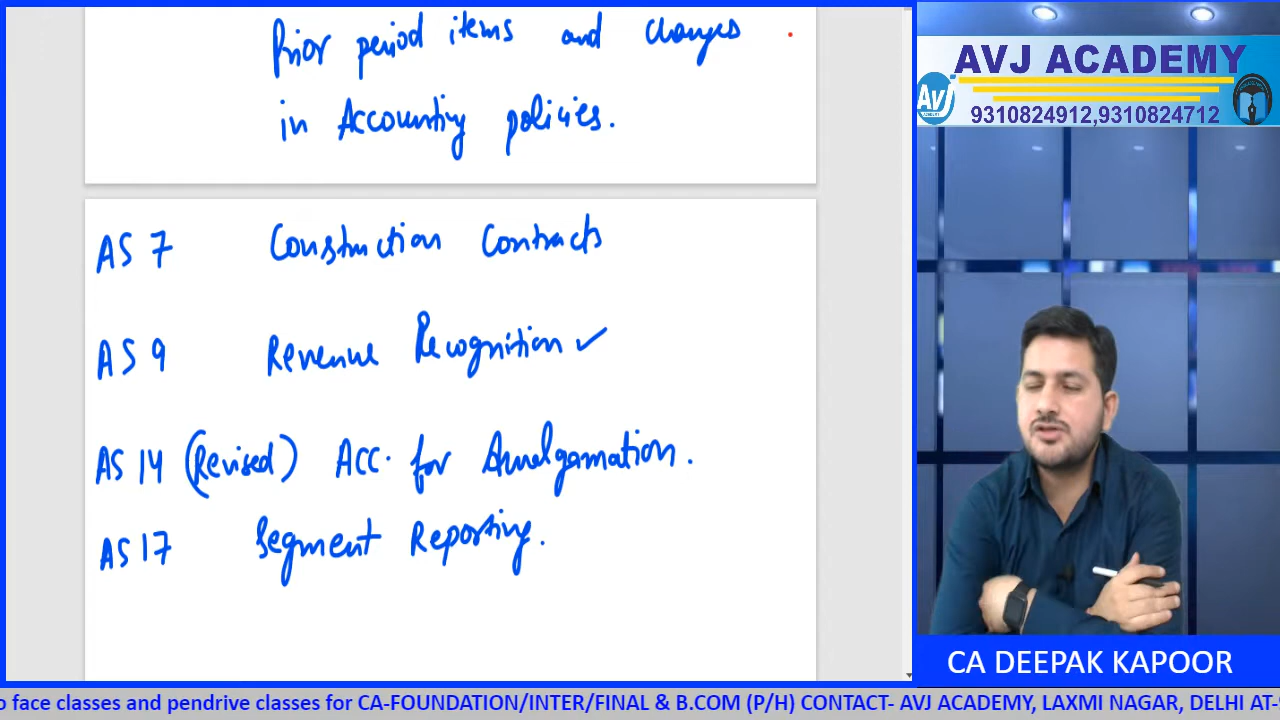 Prior period items and changes
in Accounting policies.
AS 7 Construction Contracts
AS 9 Revenue Recognition ✓
AS 14 (Revised) Acc. for Amalgamation.
AS 17 Segment Reporting.
AVJ ACADEMY
AVJ
9310824912,9310824712
CA DEEPAK KAPOOR
o face classes and pendrive classes for CA-FOUNDATION/INTER/FINAL & B.COM (P/H) CONTACT- AVJ ACADEMY, LAXMI NAGAR, DELHI AT-